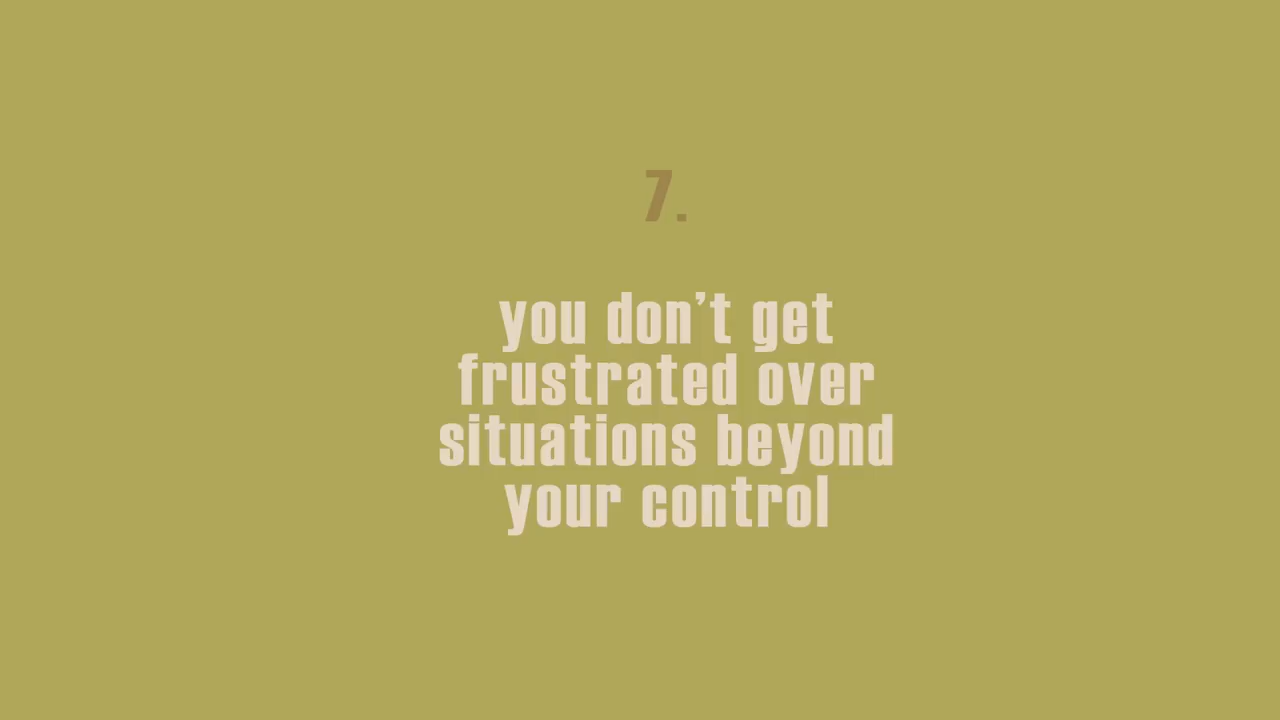 7.
you don’t get
frustrated over
situations beyond
your control